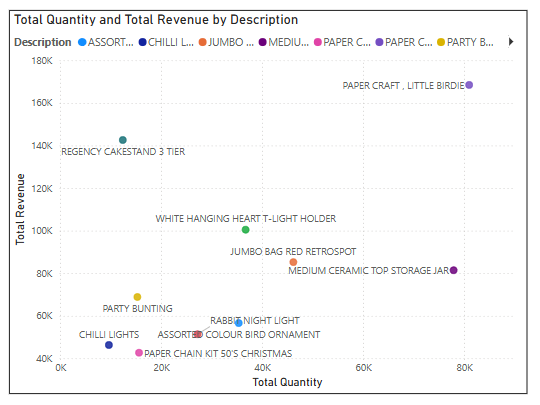 Total Quantity and Total Revenue by Description
Description ASSORT... CHILLI L... JUMBO ... MEDIU... PAPER C... PAPER C... PARTY B...
180K
160K
PAPER CRAFT , LITTLE BIRDIE
140K
REGENCY CAKESTAND 3 TIER
120K
WHITE HANGING HEART T-LIGHT HOLDER
100K
JUMBO BAG RED RETROSPOT
MEDIUM CERAMIC TOP STORAGE JAR
80K
PARTY BUNTING
60K
RABBIT NIGHT LIGHT
CHILLI LIGHTS
ASSORTED COLOUR BIRD ORNAMENT
PAPER CHAIN KIT 50'S CHRISTMAS
40K
0K 20K 40K 60K 80K
Total Revenue
Total Quantity